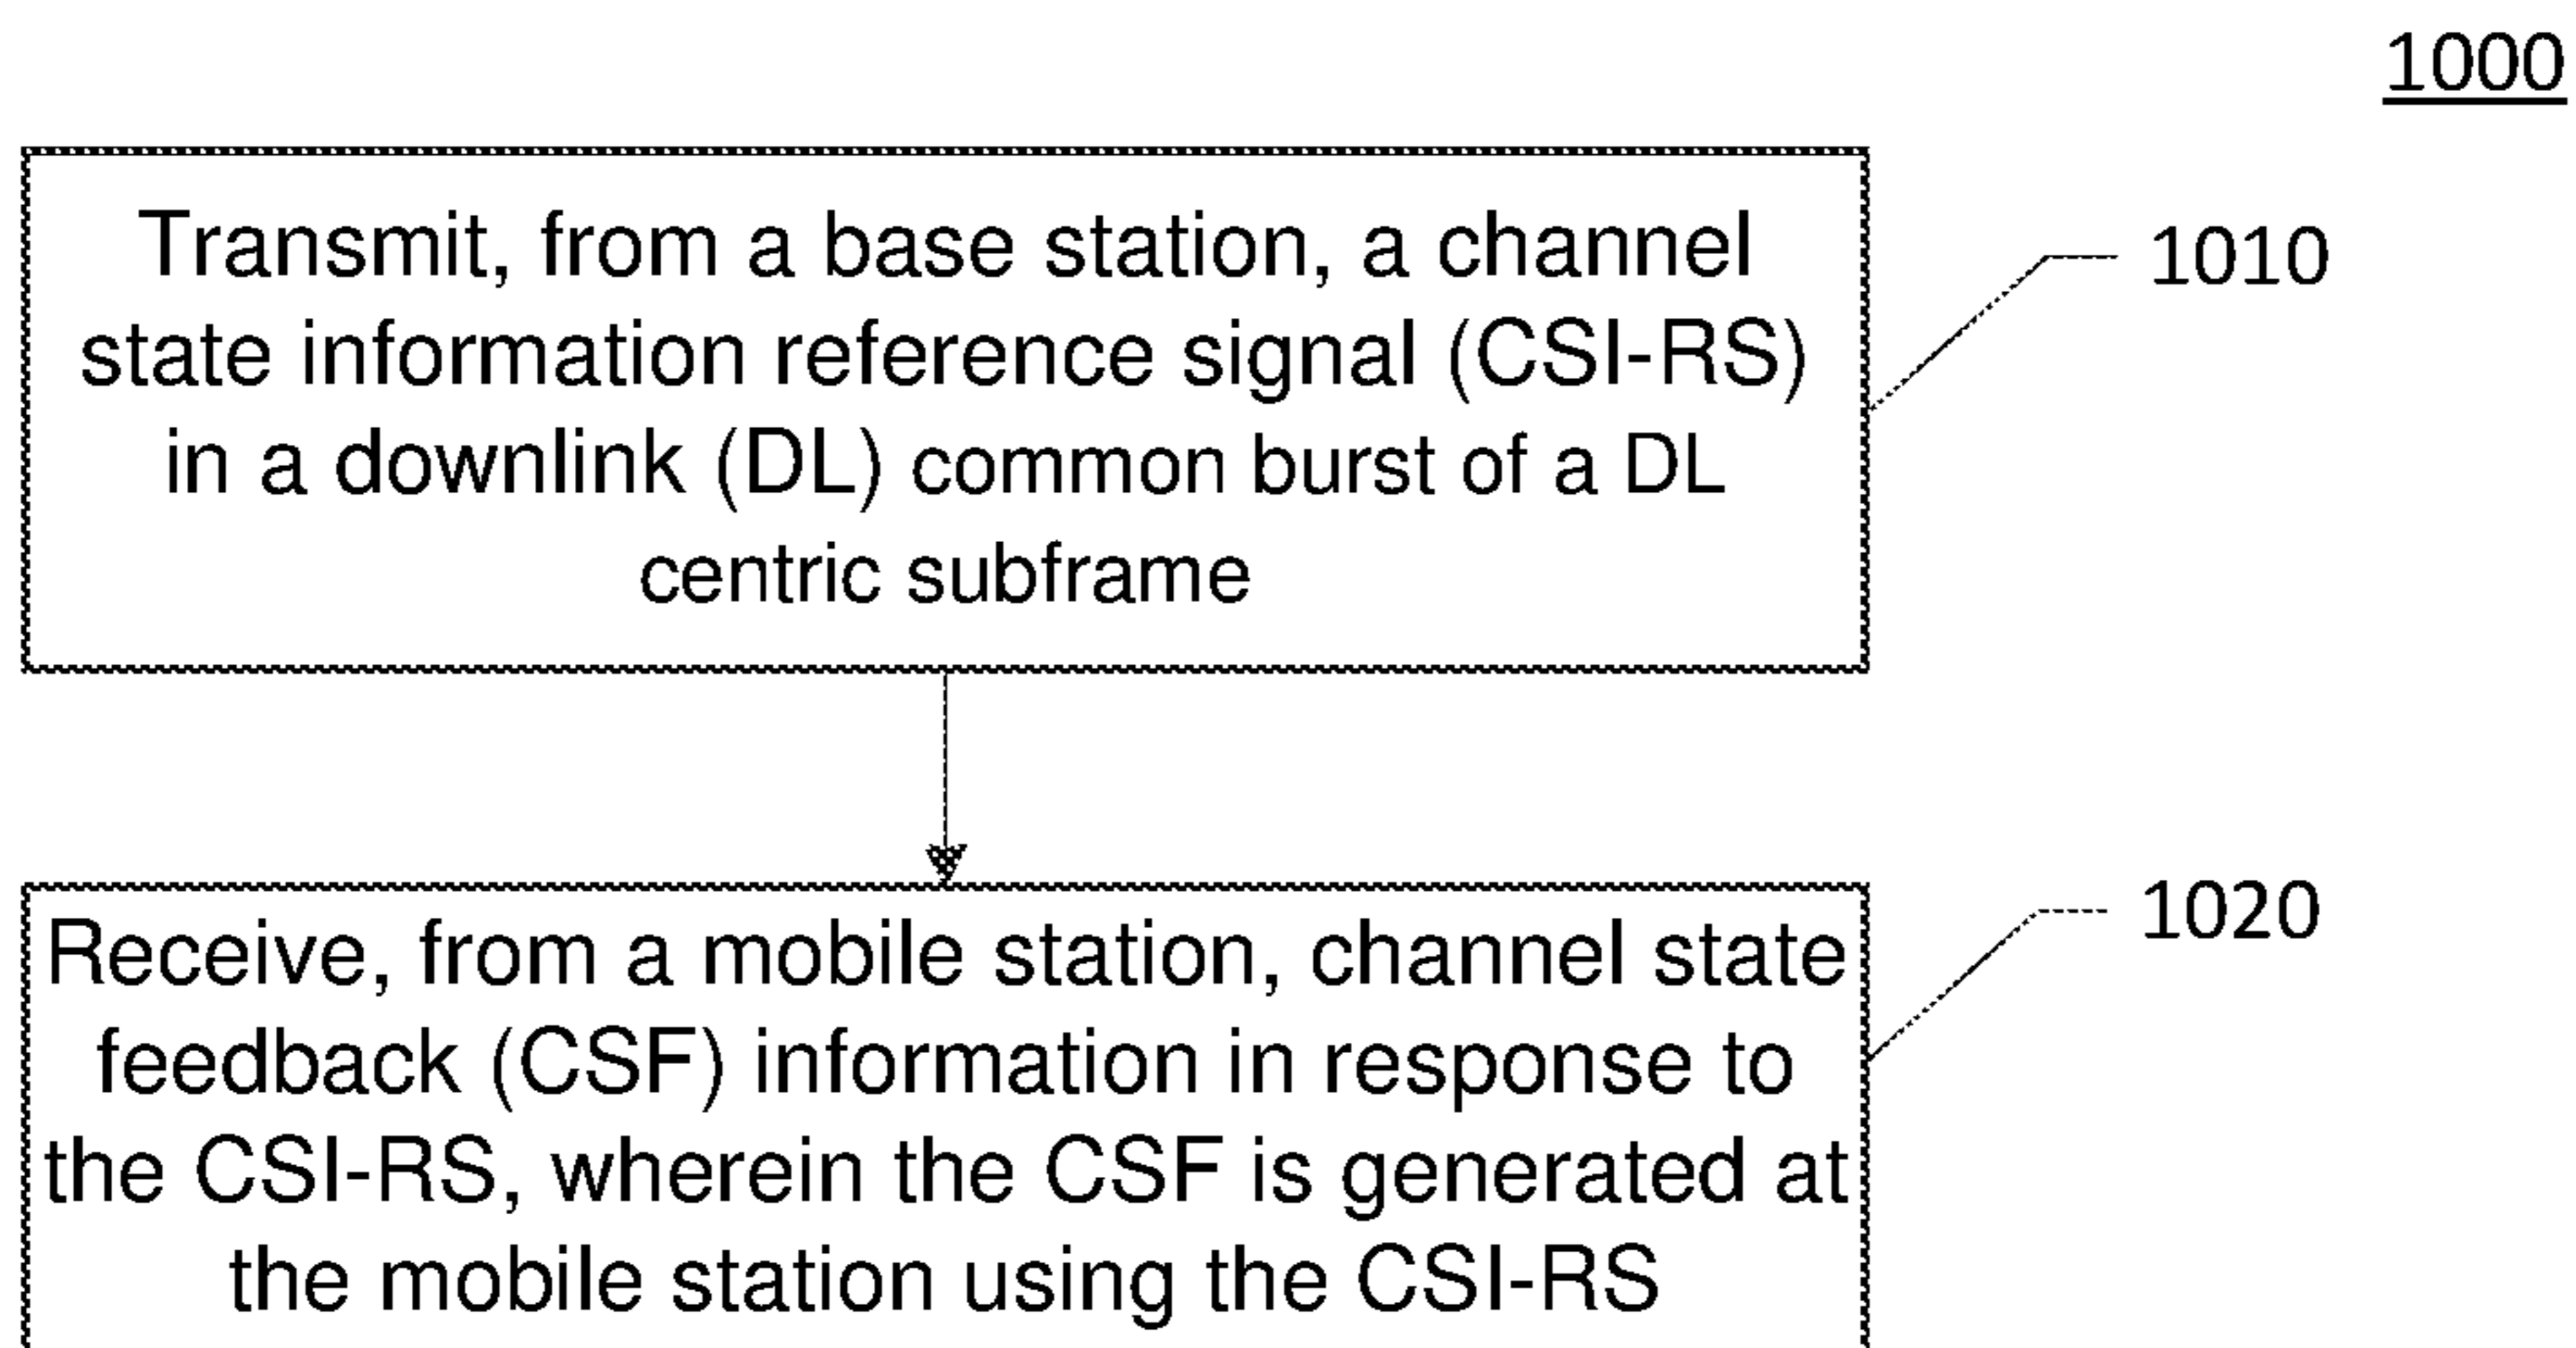 1000
Transmit, from a base station, a channel
state information reference signal (CSI-RS)
in a downlink (DL) common burst of a DL
centric subframe
1010
Receive, from a mobile station, channel state
feedback (CSF) information in response to
the CSI-RS, wherein the CSF is generated at
the mobile station using the CSI-RS
1020